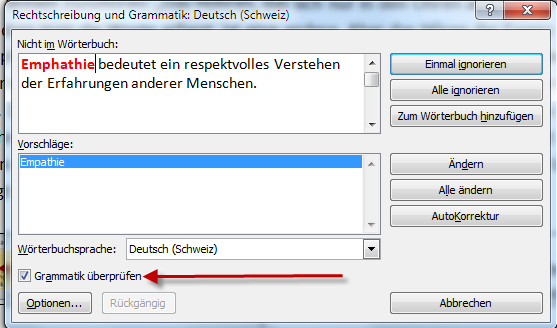 Rechtschreibung und Grammatik: Deutsch (Schweiz)
Nicht im Wörterbuch:
Emphathie bedeutet ein respektvolles Verstehen
der Erfahrungen anderer Menschen.
Einmal ignorieren
Alle ignorieren
Zum Wörterbuch hinzufügen
Vorschläge:
Empathie
Ändern
Alle ändern
AutoKorrektur
Wörterbuchsprache: Deutsch (Schweiz)
Grammatik überprüfen
Optionen... Rückgängig Abbrechen